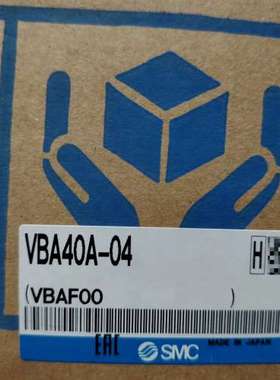 VBA40A-04
H
(VBAF00 )
EAC SMC MADE IN JAPAN